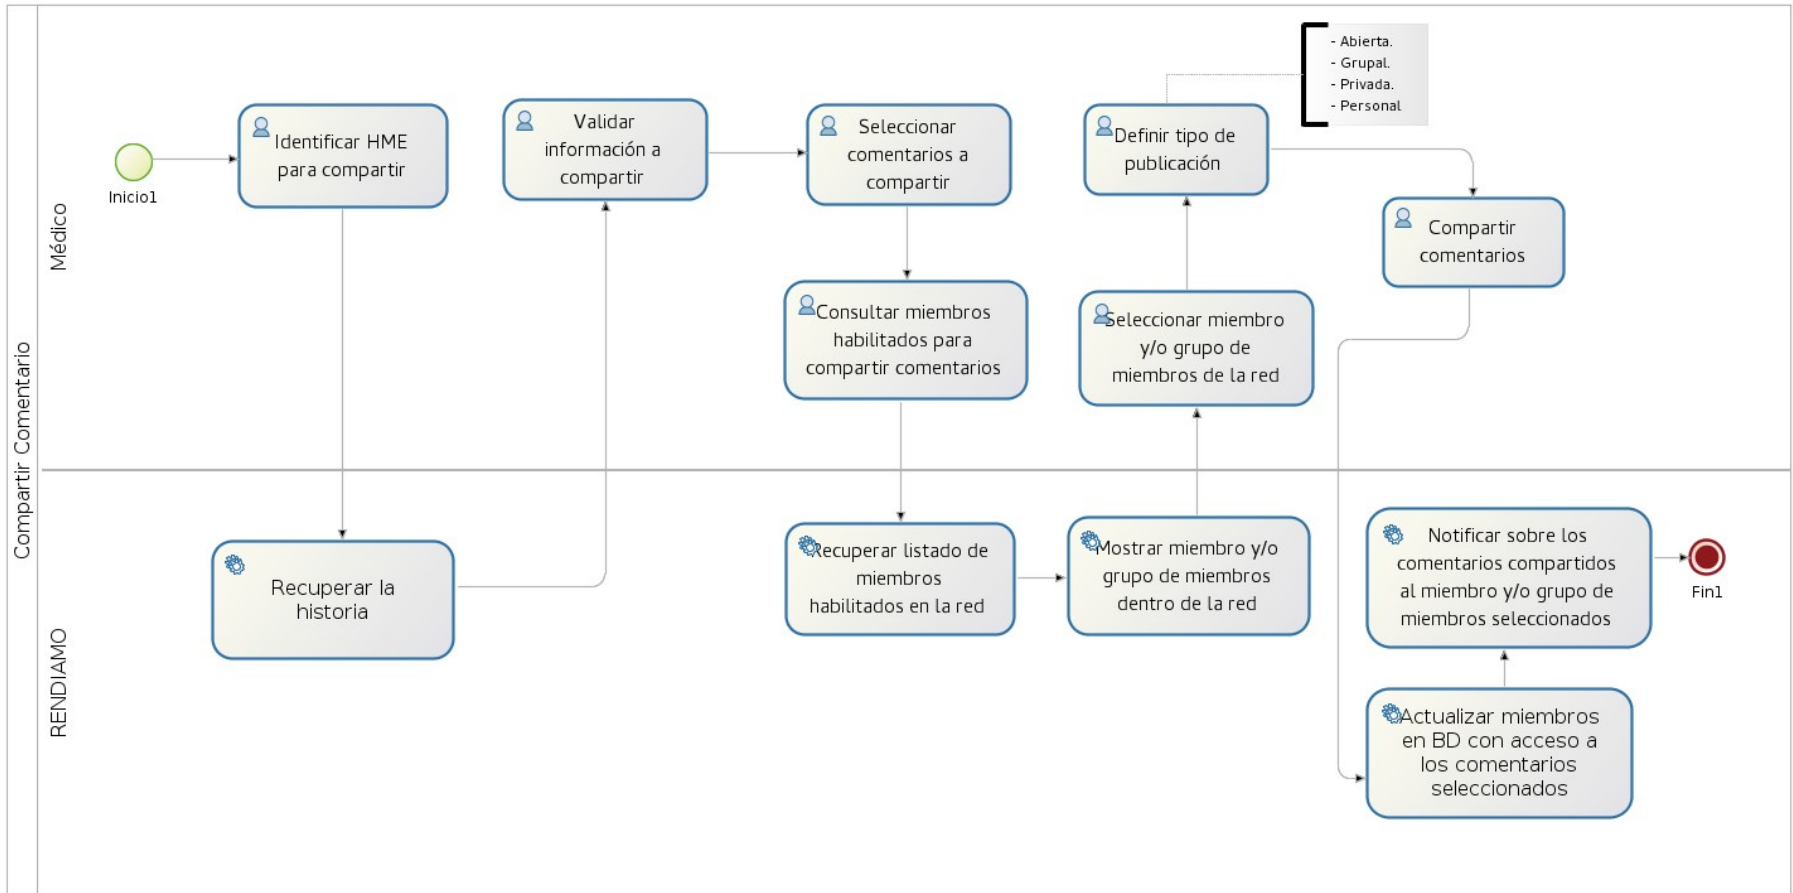 Compartir Comentario
Médico
Inicio1
Identificar HME
para compartir
Validar
información a
compartir
Seleccionar
comentarios a
compartir
Consultar miembros
habilitados para
compartir comentarios
Definir tipo de
publicación
- Abierta.
- Grupal.
- Privada.
- Personal
Seleccionar miembro
y/o grupo de
miembros de la red
Compartir
comentarios
RENDIAMO
Recuperar la
historia
Recuperar listado de
miembros
habilitados en la red
Mostrar miembro y/o
grupo de miembros
dentro de la red
Notificar sobre los
comentarios compartidos
al miembro y/o grupo de
miembros seleccionados
Fin1
Actualizar miembros
en BD con acceso a
los comentarios
seleccionados